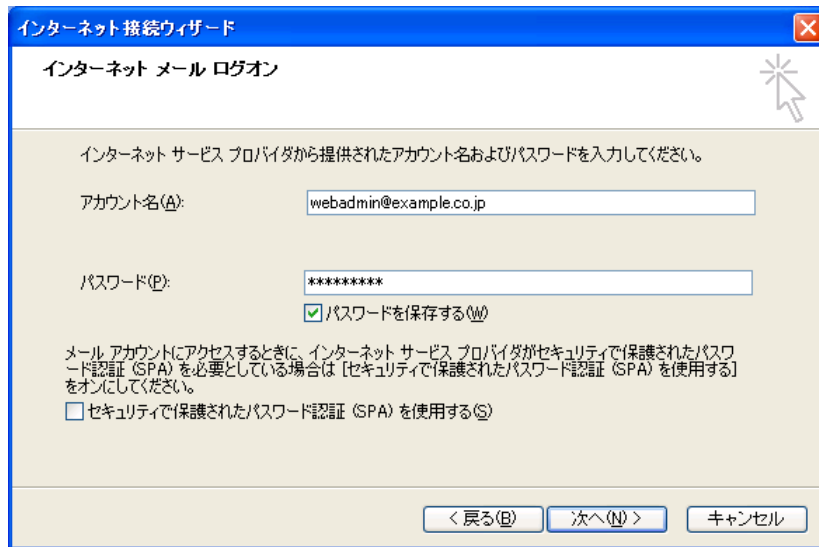 インターネット接続ウィザード
インターネット メール ログオン
インターネット サービス プロバイダから提供されたアカウント名およびパスワードを入力してください。
アカウント名(A):
webadmin@example.co.jp
パスワード(P):
*********
パスワードを保存する(W)
メール アカウントにアクセスするときに、インターネット サービス プロバイダがセキュリティで保護されたパスワ
ード認証 (SPA) を必要としている場合は [セキュリティで保護されたパスワード認証 (SPA) を使用する]
をオンにしてください。
セキュリティで保護されたパスワード認証 (SPA) を使用する(S)
< 戻る(B)
次へ(N) >
キャンセル